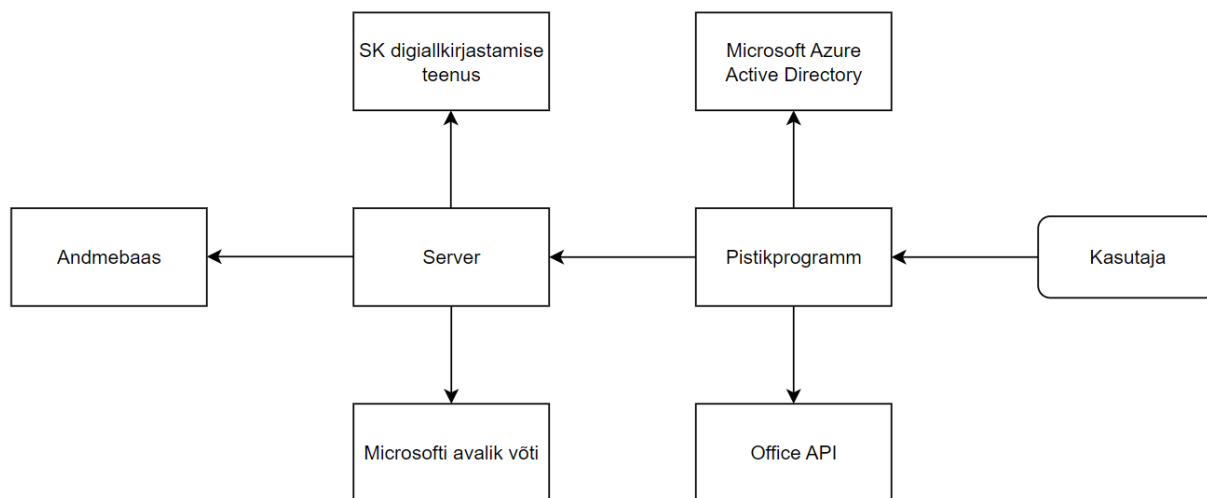 SK digiallkirjastamise
teenus
Microsoft Azure
Active Directory
Andmebaas
Server
Pistikprogramm
Kasutaja
Microsofti avalik võti
Office API